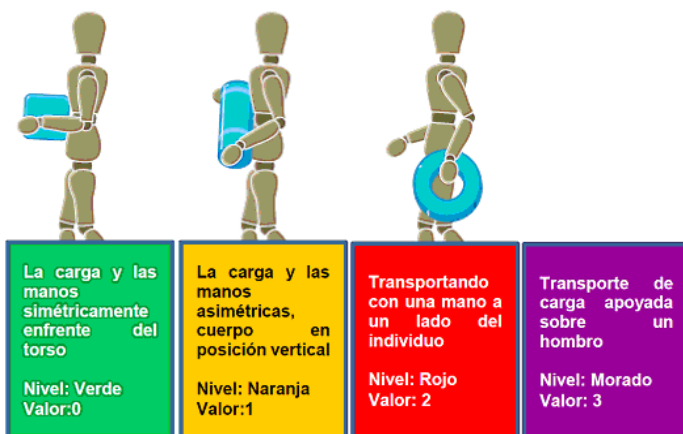 La carga y las
manos
simétricamente
enfrente del
torso
Nivel: Verde
Valor:0
La carga y las
manos
asimétricas,
cuerpo en
posición vertical
Nivel: Naranja
Valor:1
Transportando
con una mano a
un lado del
individuo
Nivel: Rojo
Valor: 2
Transporte de
carga apoyada
sobre un
hombro
Nivel: Morado
Valor: 3